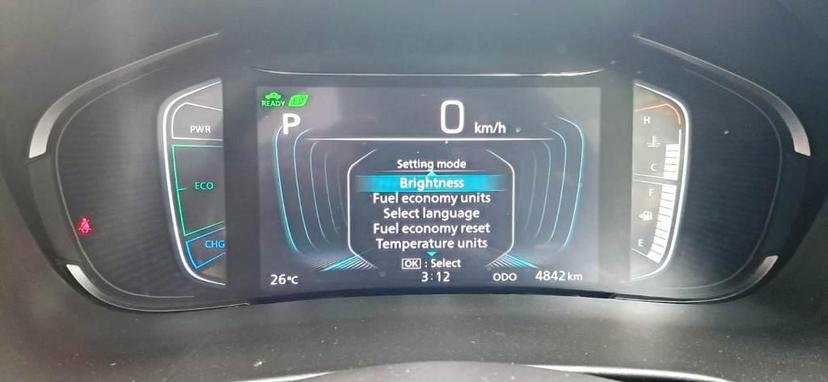 READY EV
P 0 km/h
PWR
ECO
CHG
Setting mode
Brightness
Fuel economy units
Select language
Fuel economy reset
Temperature units
OK : Select
26°C 3:12 ODO 4842 km
H
C
F
E